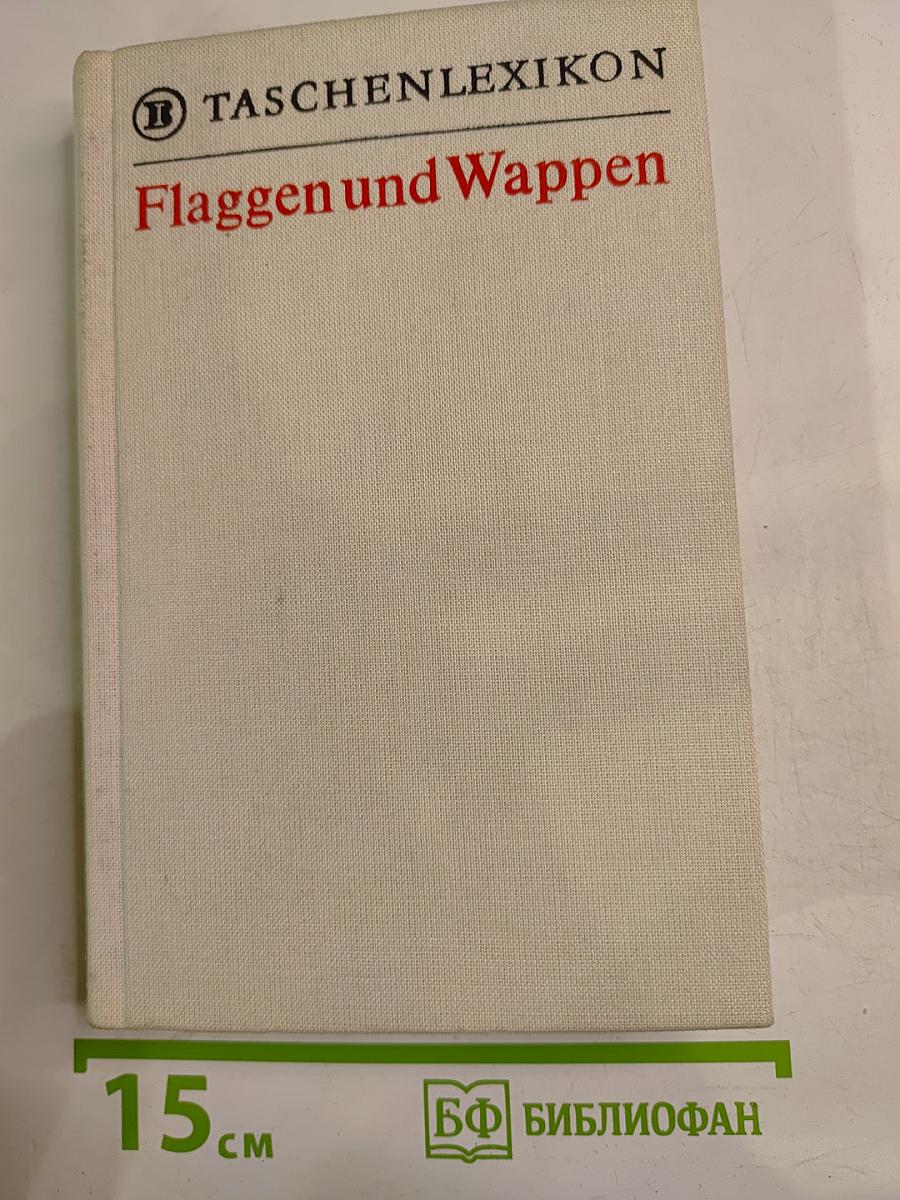 B TASCHENLEXIKON
Flaggen und Wappen
15 см
БФ БИБЛИОФАН